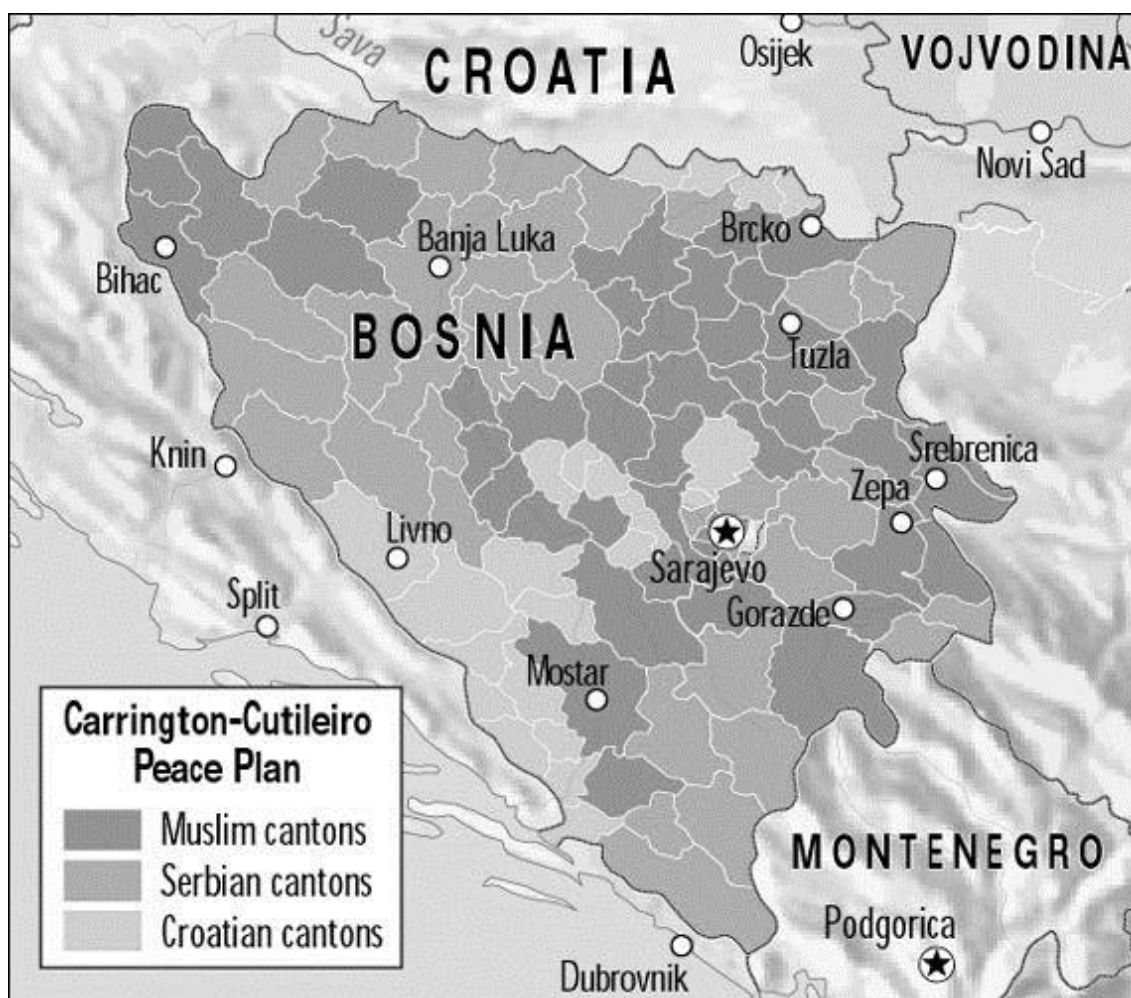 Sava
CROATIA
Osijek
VOJVODINA
Novi Sad
Brcko
Banja Luka
Bihac
BOSNIA
Tuzla
Srebrenica
Knin
Zepa
Livno
Sarajevo
Split
Gorazde
Mostar
Carrington-Cutileiro
Peace Plan
Muslim cantons
Serbian cantons
Croatian cantons
MONTENEGRO
Podgorica
Dubrovnik